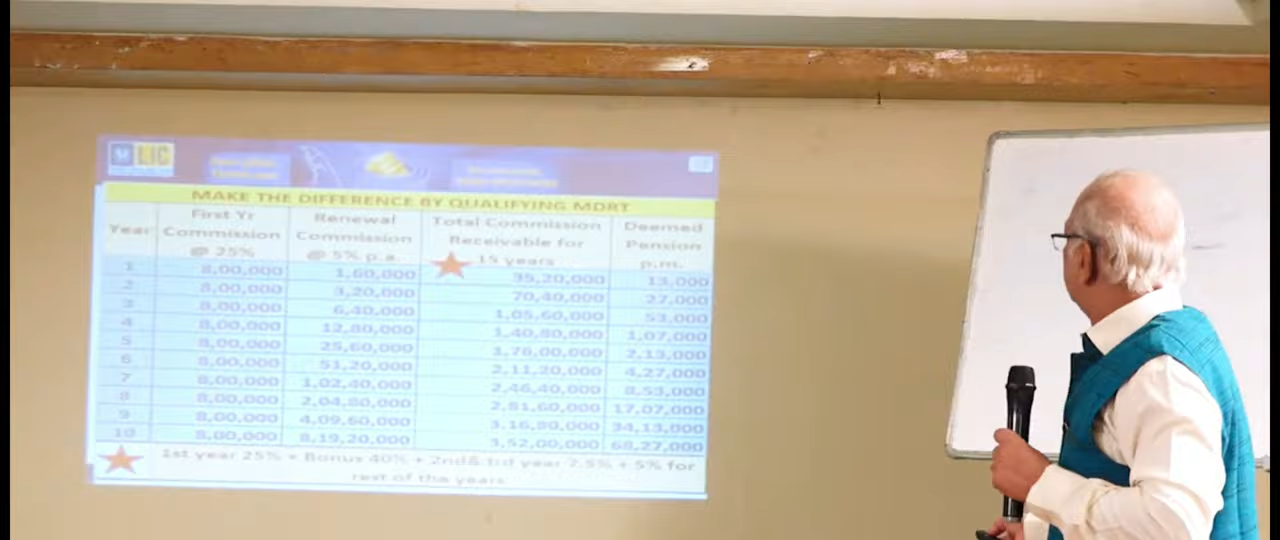 LIC
MAKE THE DIFFERENCE BY QUALIFYING MDRT
Year First Yr Commission @ 25% Renewal Commission @ 5% p.a. Total Commission Receivable for 15 years Deemed Pension p.m.
1 8,00,000 1,60,000 35,20,000 13,000
2 8,00,000 3,20,000 70,40,000 27,000
3 8,00,000 6,40,000 1,05,60,000 53,000
4 8,00,000 12,80,000 1,40,80,000 1,07,000
5 8,00,000 25,60,000 1,76,00,000 2,13,000
6 8,00,000 51,20,000 2,11,20,000 4,27,000
7 8,00,000 1,02,40,000 2,46,40,000 8,53,000
8 8,00,000 2,04,80,000 2,81,60,000 17,07,000
9 8,00,000 4,09,60,000 3,16,80,000 34,13,000
10 8,00,000 8,19,20,000 3,52,00,000 68,27,000
1st year 25% + Bonus 40% + 2nd& 3rd year 7.5% + 5% for
rest of the years